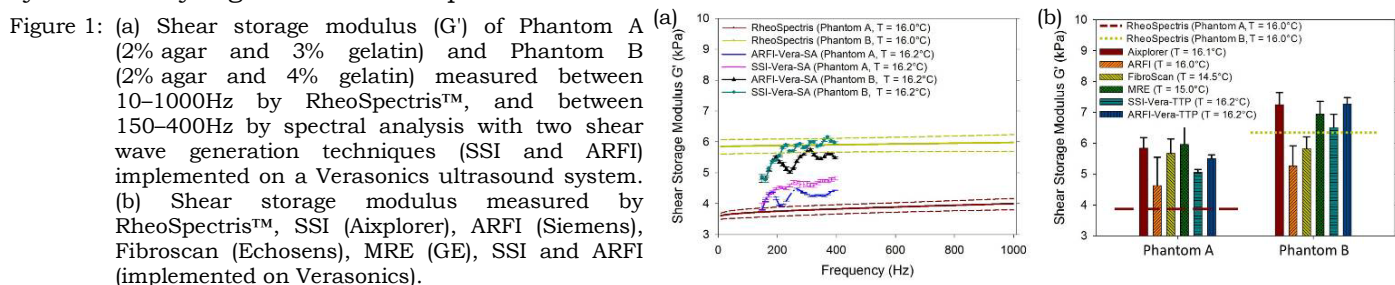 Figure 1: (a) Shear storage modulus (G') of Phantom A
(2% agar and 3% gelatin) and Phantom B
(2% agar and 4% gelatin) measured between
10–1000Hz by RheoSpectris™, and between
150–400Hz by spectral analysis with two shear
wave generation techniques (SSI and ARFI)
implemented on a Verasonics ultrasound system.
(b) Shear storage modulus measured by
RheoSpectris™, SSI (Aixplorer), ARFI (Siemens),
Fibroscan (Echosens), MRE (GE), SSI and ARFI
(implemented on Verasonics).
(a)
Shear Storage Modulus G' (kPa)
10
9
8
7
6
5
4
3
RheoSpectris (Phantom A, T = 16.0°C)
RheoSpectris (Phantom B, T = 16.0°C)
ARFI-Vera-SA (Phantom A, T = 16.2°C)
SSI-Vera-SA (Phantom A, T = 16.2°C)
ARFI-Vera-SA (Phantom B, T = 16.2°C)
SSI-Vera-SA (Phantom B, T = 16.2°C)
0 200 400 600 800 1000
Frequency (Hz)
(b)
Shear Storage Modulus G' (kPa)
10
9
8
7
6
5
4
3
RheoSpectris (Phantom A, T = 16.0°C)
RheoSpectris (Phantom B, T = 16.0°C)
Aixplorer (T = 16.1°C)
ARFI (T = 16.0°C)
FibroScan (T = 14.5°C)
MRE (T = 15.0°C)
SSI-Vera-TTP (T = 16.2°C)
ARFI-Vera-TTP (T = 16.2°C)
Phantom A Phantom B